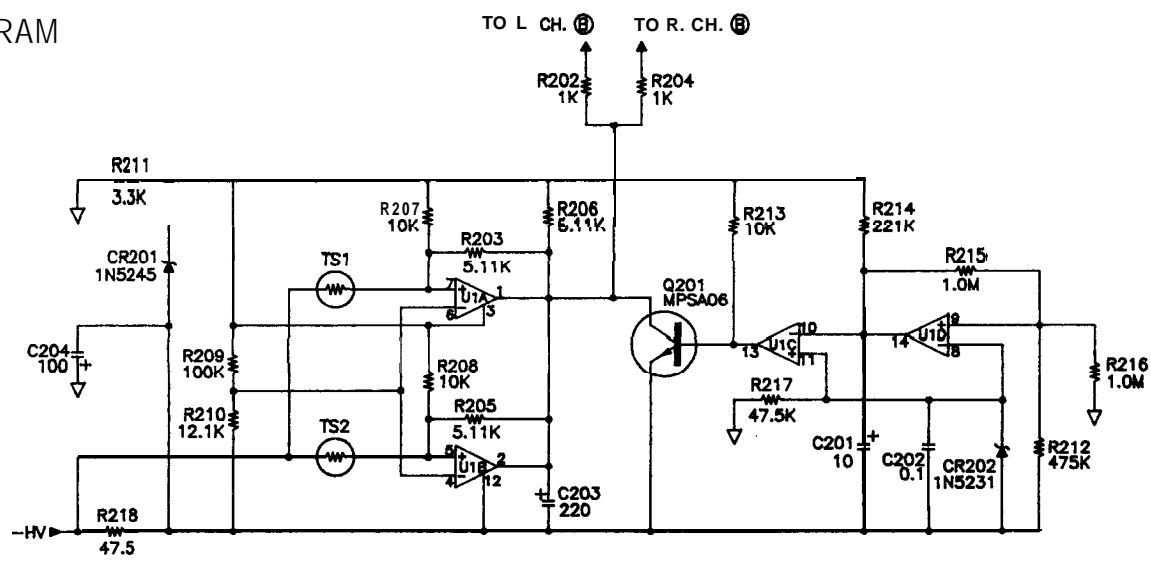 RAM
TO L CH. Ⓑ TO R. CH. Ⓑ
R202
1K
R204
1K
R211
3.3K
R207
10K
R206
5.11K
R213
10K
R214
221K
R203
5.11K
R215
1.0M
CR201
1N5245
TS1
7
U1A
1
6
3
Q201
MPSA06
10
U1C
13
11
9
U1D
14
8
C204
100
+
R209
100K
R208
10K
R216
1.0M
R217
47.5K
R210
12.1K
TS2
R205
5.11K
5
U1B
2
4
12
C201
10
+
C202
0.1
CR202
1N5231
R212
475K
+
C203
220
-HV
R218
47.5